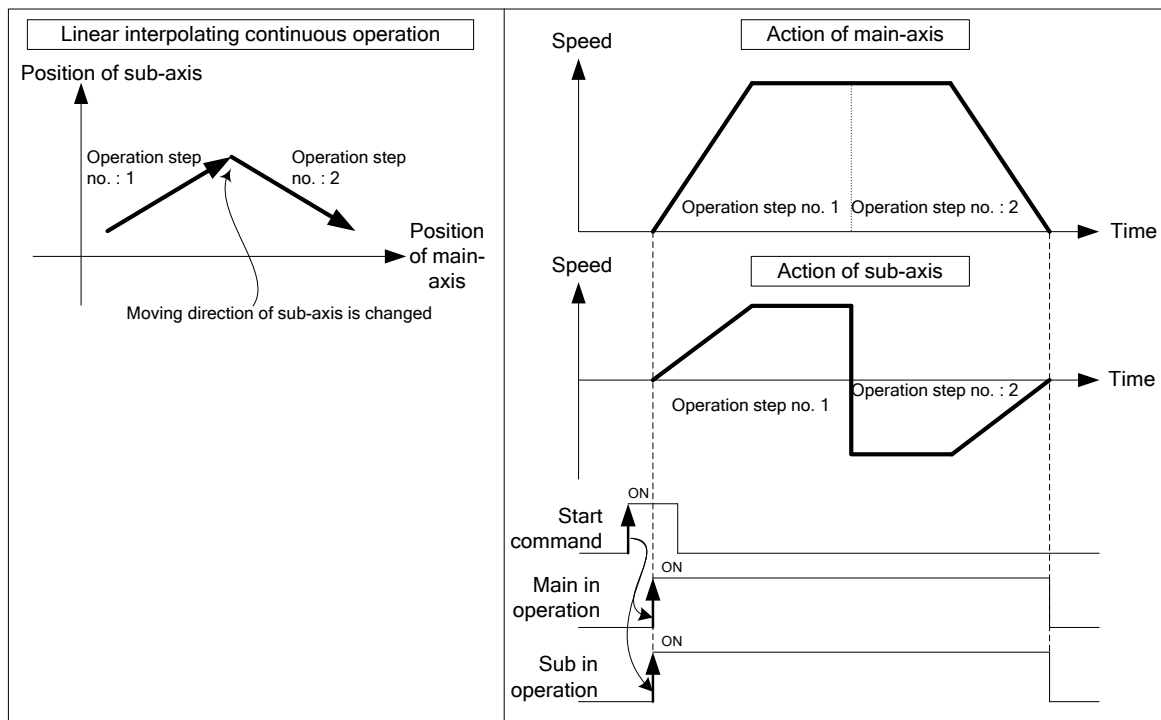 Linear interpolating continuous operation
Position of sub-axis
Operation step
no. : 1
Operation step
no. : 2
Position
of main-
axis
Moving direction of sub-axis is changed
Action of main-axis
Speed
Operation step no. 1
Operation step no. : 2
Time
Action of sub-axis
Speed
Operation step no. 1
Operation step no. : 2
Time
ON
Start
command
ON
Main in
operation
ON
Sub in
operation